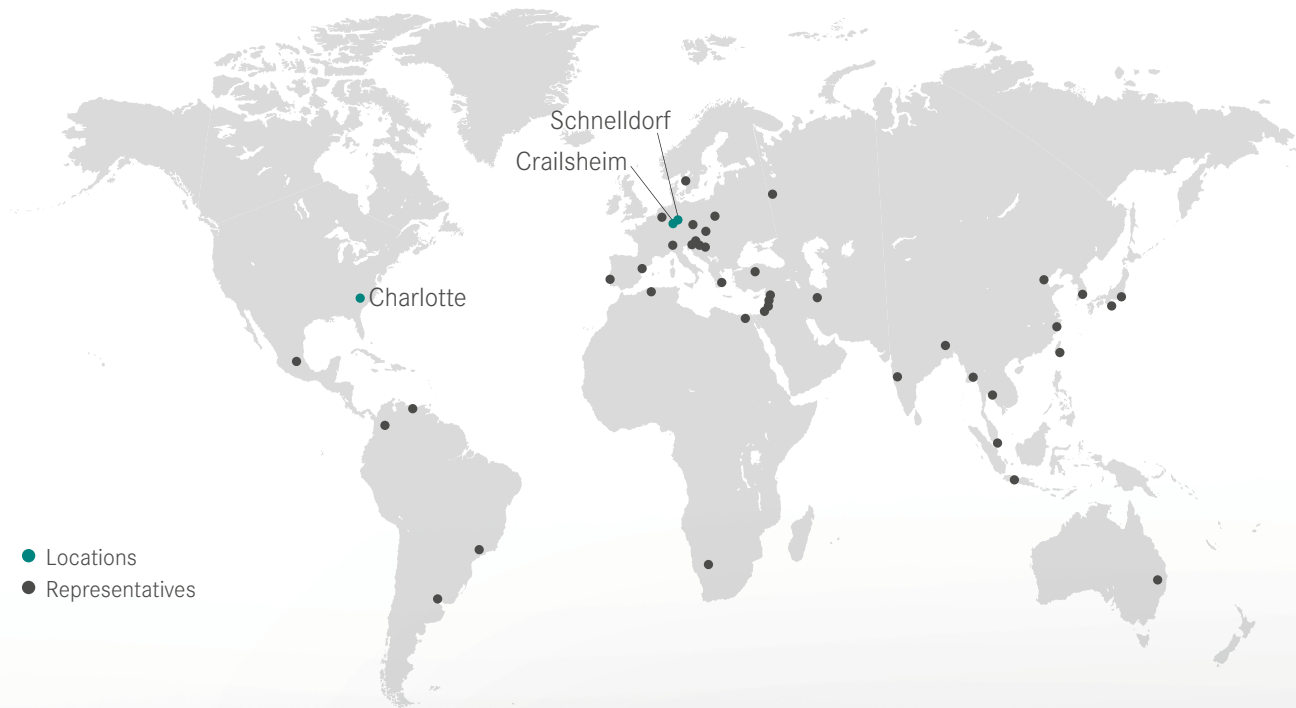 Schnelldorf
Crailsheim
Charlotte
Locations
Representatives